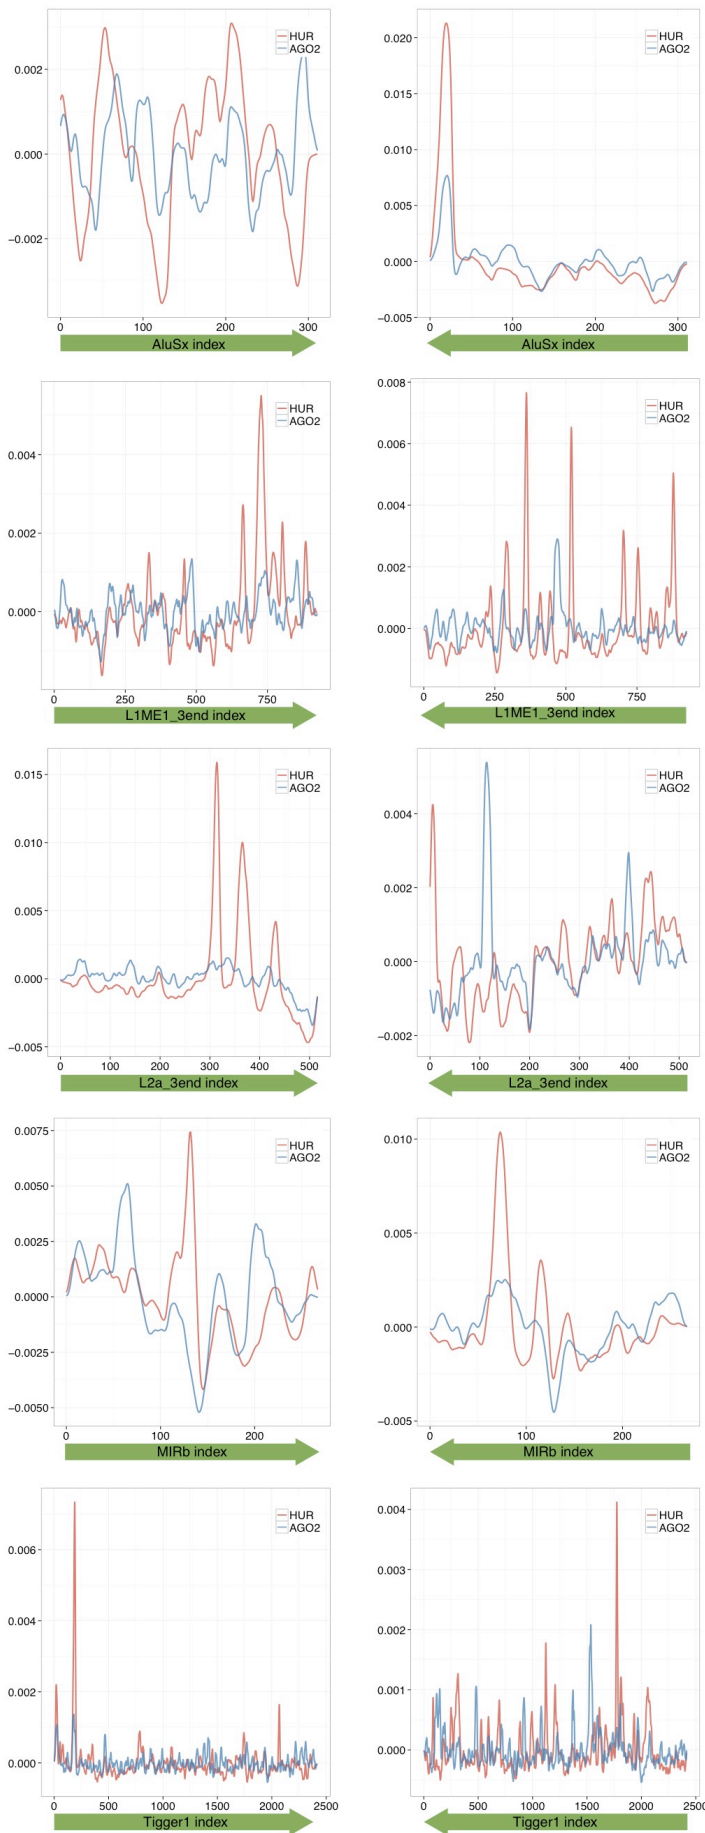 HUR
AGO2
0.002
0.000
−0.002
0 100 200 300
AluSx index
HUR
AGO2
0.020
0.015
0.010
0.005
0.000
−0.005
0 100 200 300
AluSx index
HUR
AGO2
0.004
0.002
0.000
0 250 500 750
L1ME1_3end index
HUR
AGO2
0.008
0.006
0.004
0.002
0.000
0 250 500 750
L1ME1_3end index
HUR
AGO2
0.015
0.010
0.005
0.000
−0.005
0 100 200 300 400 500
L2a_3end index
HUR
AGO2
0.004
0.002
0.000
−0.002
0 100 200 300 400 500
L2a_3end index
HUR
AGO2
0.0075
0.0050
0.0025
0.0000
−0.0025
−0.0050
0 100 200
MIRb index
HUR
AGO2
0.010
0.005
0.000
−0.005
0 100 200
MIRb index
HUR
AGO2
0.006
0.004
0.002
0.000
0 500 1000 1500 2000 2500
Tigger1 index
HUR
AGO2
0.004
0.003
0.002
0.001
0.000
0 500 1000 1500 2000 2500
Tigger1 index